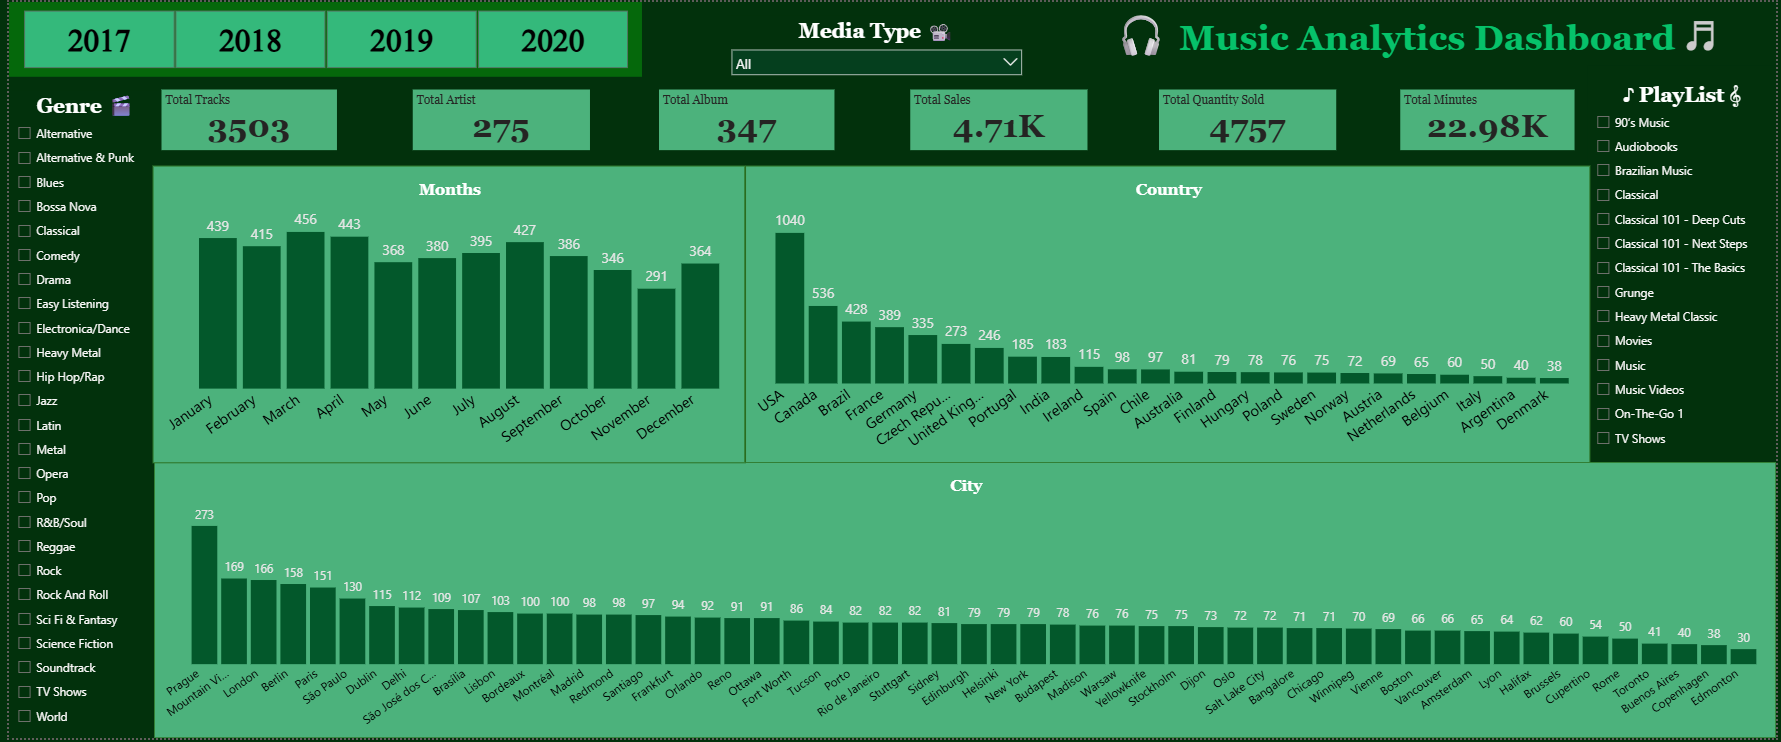 2017 2018 2019 2020
Media Type
All
Music Analytics Dashboard
Genre
Alternative
Alternative & Punk
Blues
Bossa Nova
Classical
Comedy
Drama
Easy Listening
Electronica/Dance
Heavy Metal
Hip Hop/Rap
Jazz
Latin
Metal
Opera
Pop
R&B/Soul
Reggae
Rock
Rock And Roll
Sci Fi & Fantasy
Science Fiction
Soundtrack
TV Shows
World
Total Tracks
3503
Total Artist
275
Total Album
347
Total Sales
4.71K
Total Quantity Sold
4757
Total Minutes
22.98K
PlayList
90's Music
Audiobooks
Brazilian Music
Classical
Classical 101 - Deep Cuts
Classical 101 - Next Steps
Classical 101 - The Basics
Grunge
Heavy Metal Classic
Movies
Music
Music Videos
On-The-Go 1
TV Shows
Months
439 415 456 443 368 380 395 427 386 346 291 364
January February March April May June July August September October November December
Country
1040 536 428 389 335 273 246 185 183 115 98 97 81 79 78 76 75 72 69 65 60 50 40 38
USA Canada Brazil France Germany Czech Repu... United King... Portugal India Ireland Spain Chile Australia Finland Hungary Poland Sweden Norway Austria Netherlands Belgium Italy Argentina Denmark
City
273 169 166 158 151 130 115 112 109 107 103 100 100 98 98 97 94 92 91 91 86 84 82 82 82 81 79 79 79 78 76 76 75 75 73 72 72 71 71 70 69 66 66 65 64 62 60 54 50 41 40 38 30
Prague Mountain Vi... London Berlin Paris São Paulo Dublin Delhi São José dos C... Brasília Lisbon Bordeaux Montréal Madrid Redmond Santiago Frankfurt Orlando Reno Ottawa Fort Worth Tucson Porto Rio de Janeiro Stuttgart Sidney Edinburgh Helsinki New York Budapest Madison Warsaw Yellowknife Stockholm Dijon Oslo Salt Lake City Bangalore Chicago Winnipeg Vienne Boston Vancouver Amsterdam Lyon Halifax Brussels Cupertino Rome Toronto Buenos Aires Copenhagen Edmonton